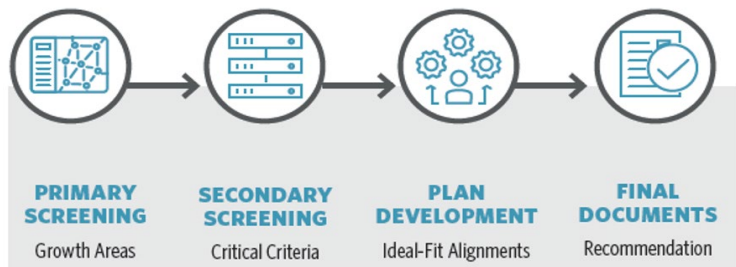 PRIMARY
SCREENING
Growth Areas
SECONDARY
SCREENING
Critical Criteria
PLAN
DEVELOPMENT
Ideal-Fit Alignments
FINAL
DOCUMENTS
Recommendation